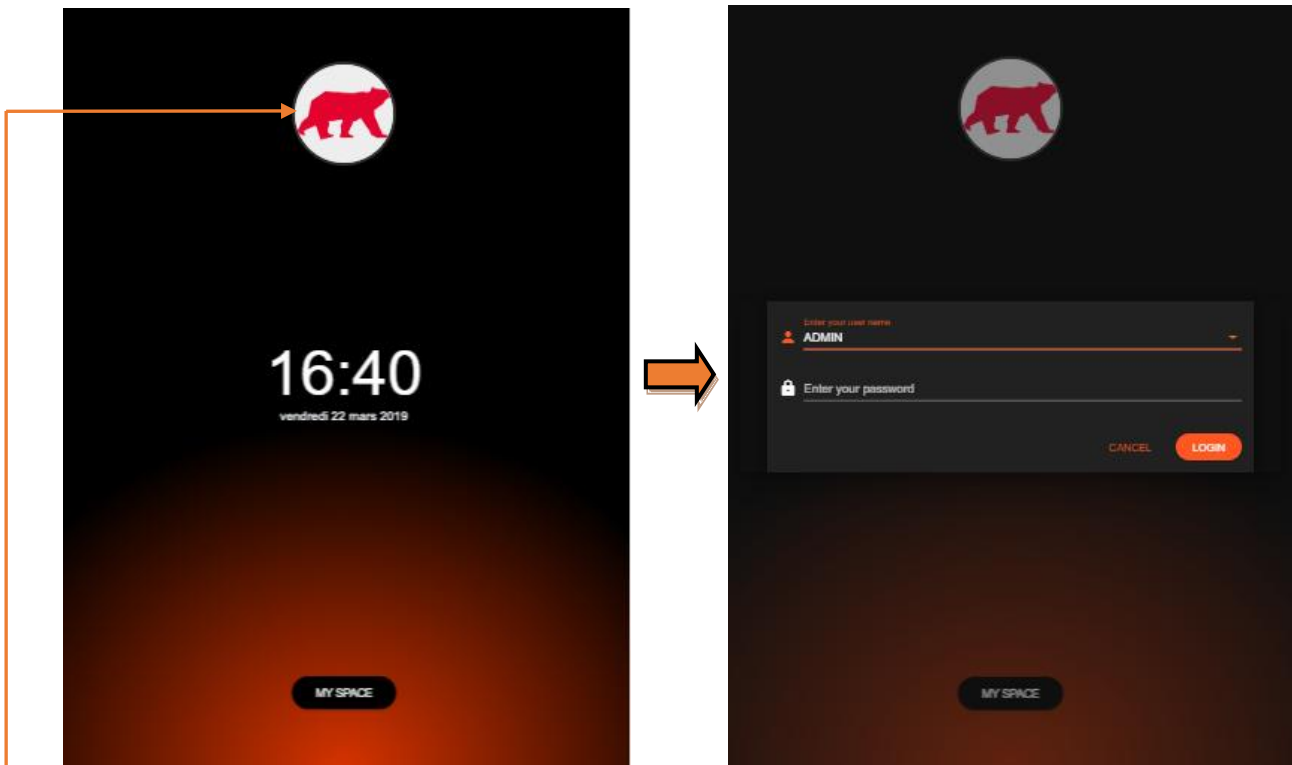 16:40
vendredi 22 mars 2019
MY SPACE
Enter your user name
ADMIN
Enter your password
CANCEL
LOGIN
MY SPACE